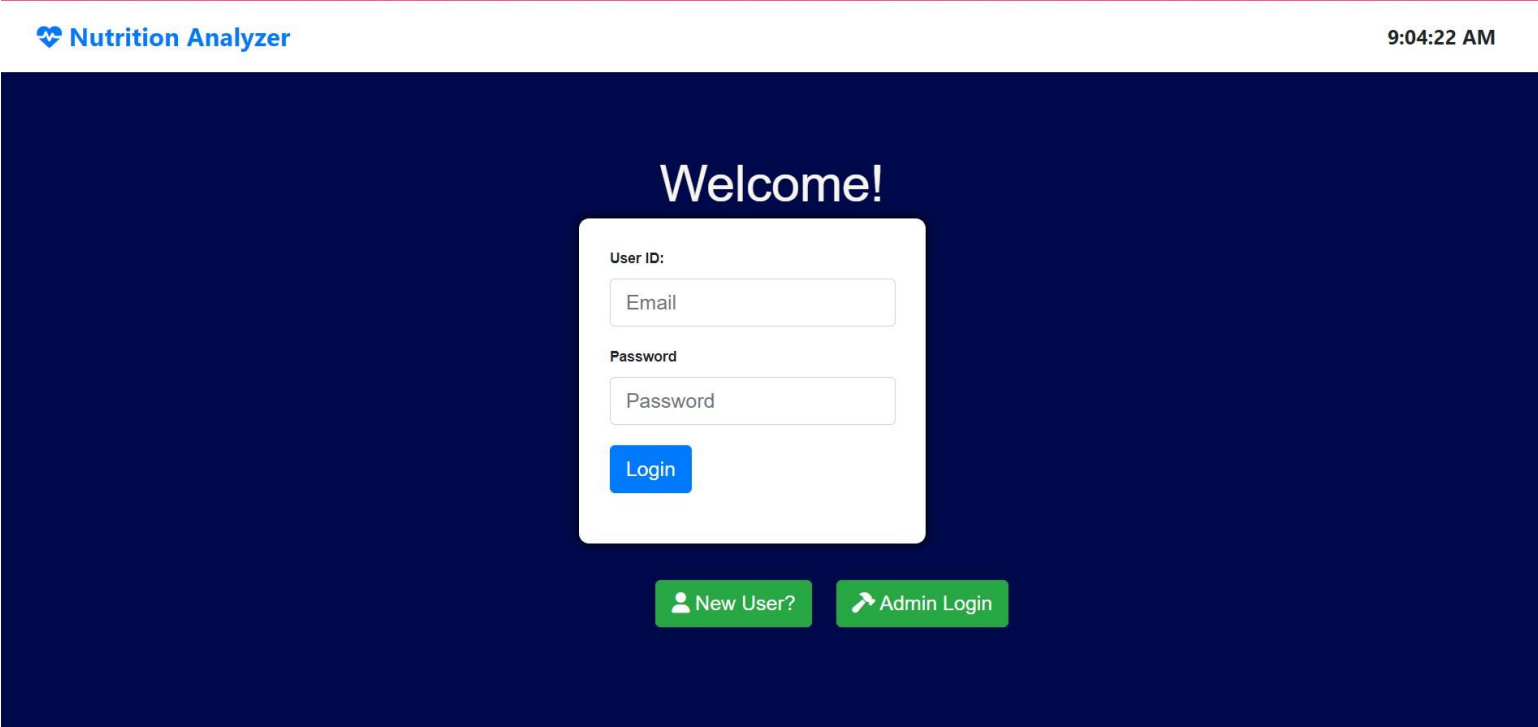 Nutrition Analyzer 9:04:22 AM
Welcome!
User ID:
Email
Password
Password
Login
New User? Admin Login